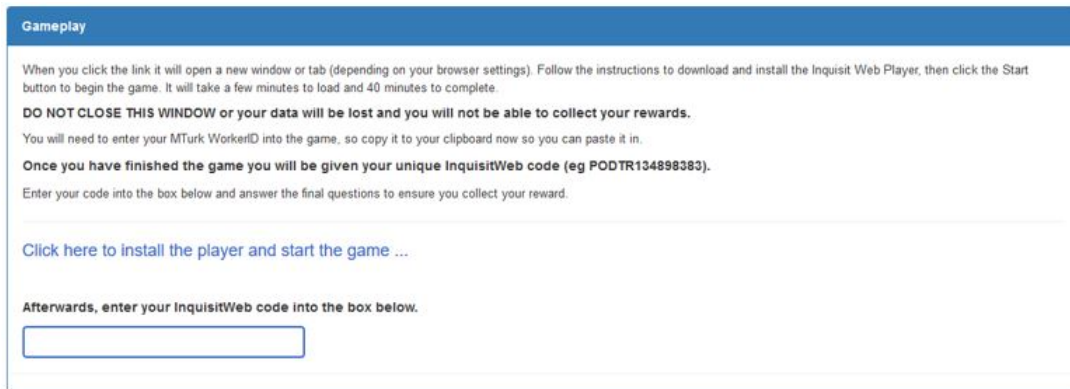 Gameplay
When you click the link it will open a new window or tab (depending on your browser settings). Follow the instructions to download and install the Inquisit Web Player, then click the Start
button to begin the game. It will take a few minutes to load and 40 minutes to complete.
DO NOT CLOSE THIS WINDOW or your data will be lost and you will not be able to collect your rewards.
You will need to enter your MTurk WorkerID into the game, so copy it to your clipboard now so you can paste it in.
Once you have finished the game you will be given your unique InquisitWeb code (eg PODTR134898383).
Enter your code into the box below and answer the final questions to ensure you collect your reward.
Click here to install the player and start the game ...
Afterwards, enter your InquisitWeb code into the box below.